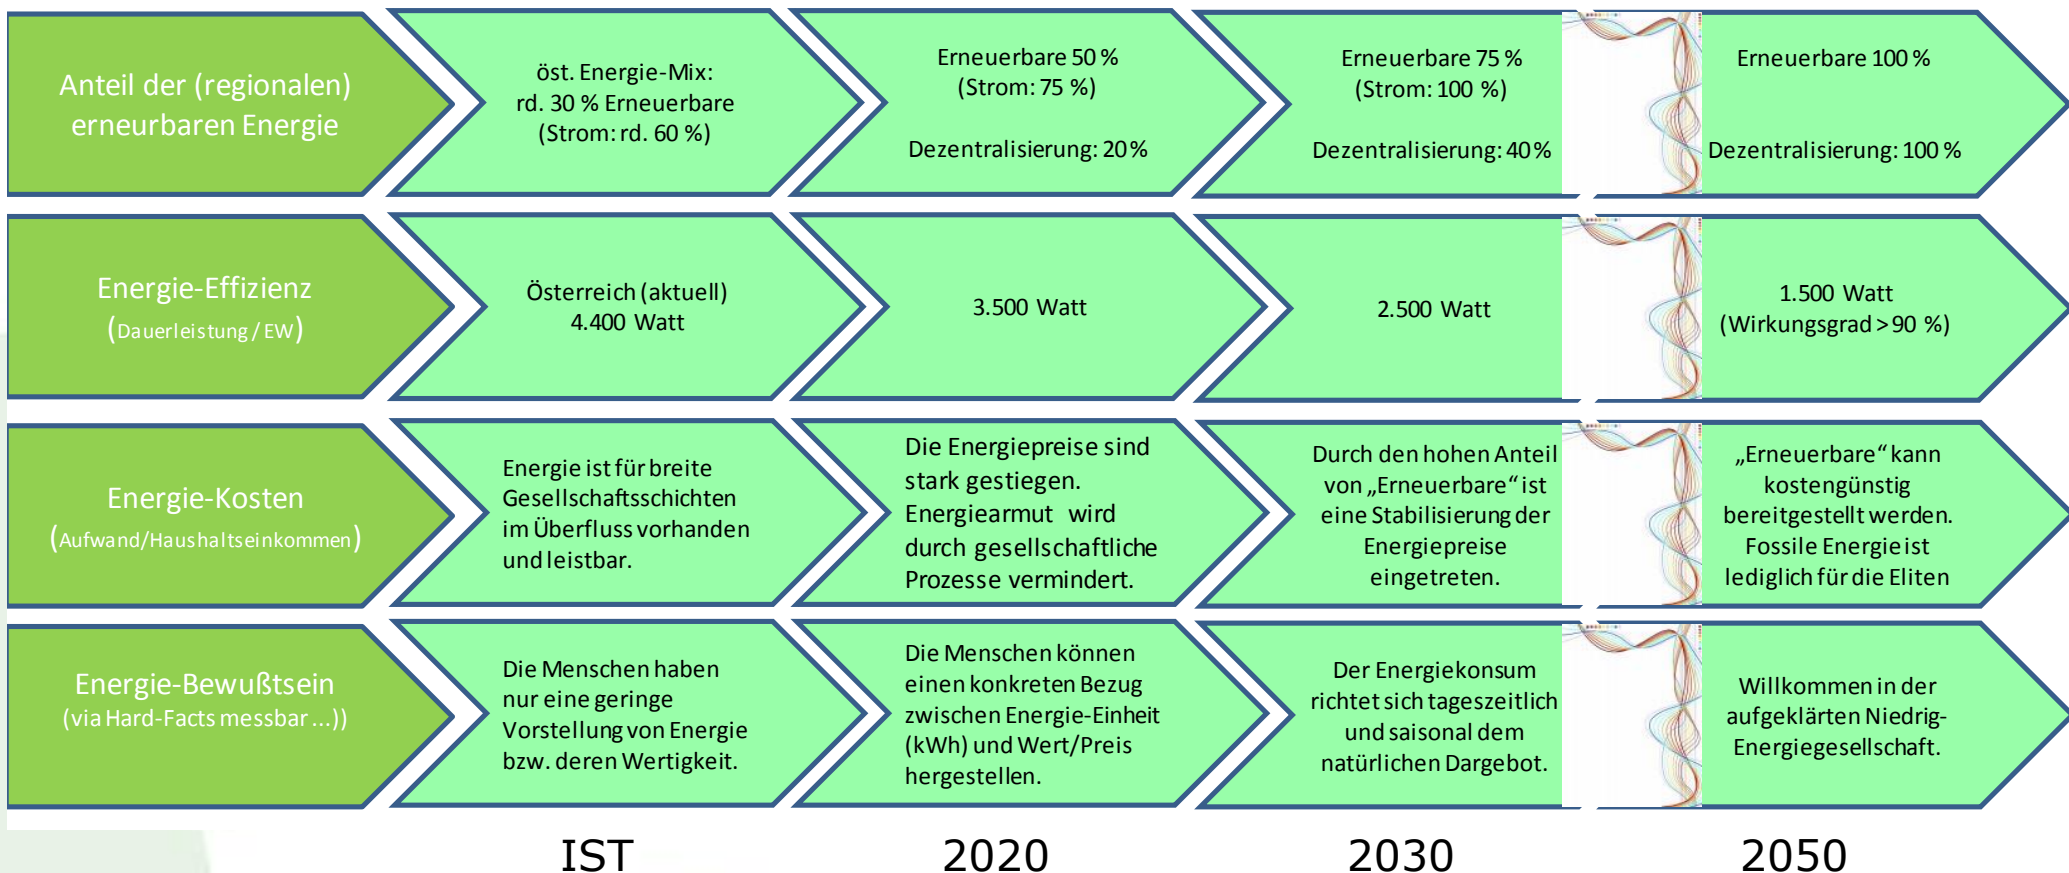 Anteil der (regionalen)
erneurbaren Energie
öst. Energie-Mix:
rd. 30 % Erneuerbare
(Strom: rd. 60 %)
Erneuerbare 50 %
(Strom: 75 %)
Dezentralisierung: 20 %
Erneuerbare 75 %
(Strom: 100 %)
Dezentralisierung: 40 %
Erneuerbare 100 %
Dezentralisierung: 100 %
Energie-Effizienz
(Dauerleistung / EW)
Österreich (aktuell)
4.400 Watt
3.500 Watt
2.500 Watt
1.500 Watt
(Wirkungsgrad > 90 %)
Energie-Kosten
(Aufwand/Haushaltseinkommen)
Energie ist für breite
Gesellschaftsschichten
im Überfluss vorhanden
und leistbar.
Die Energiepreise sind
stark gestiegen.
Energiearmut wird
durch gesellschaftliche
Prozesse vermindert.
Durch den hohen Anteil
von „Erneuerbare“ ist
eine Stabilisierung der
Energiepreise
eingetreten.
„Erneuerbare“ kann
kostengünstig
bereitgestellt werden.
Fossile Energie ist
lediglich für die Eliten
Energie-Bewußtsein
(via Hard-Facts messbar ...))
Die Menschen haben
nur eine geringe
Vorstellung von Energie
bzw. deren Wertigkeit.
Die Menschen können
einen konkreten Bezug
zwischen Energie-Einheit
(kWh) und Wert/Preis
hergestellen.
Der Energiekonsum
richtet sich tageszeitlich
und saisonal dem
natürlichen Dargebot.
Willkommen in der
aufgeklärten Niedrig-
Energiegesellschaft.
IST
2020
2030
2050